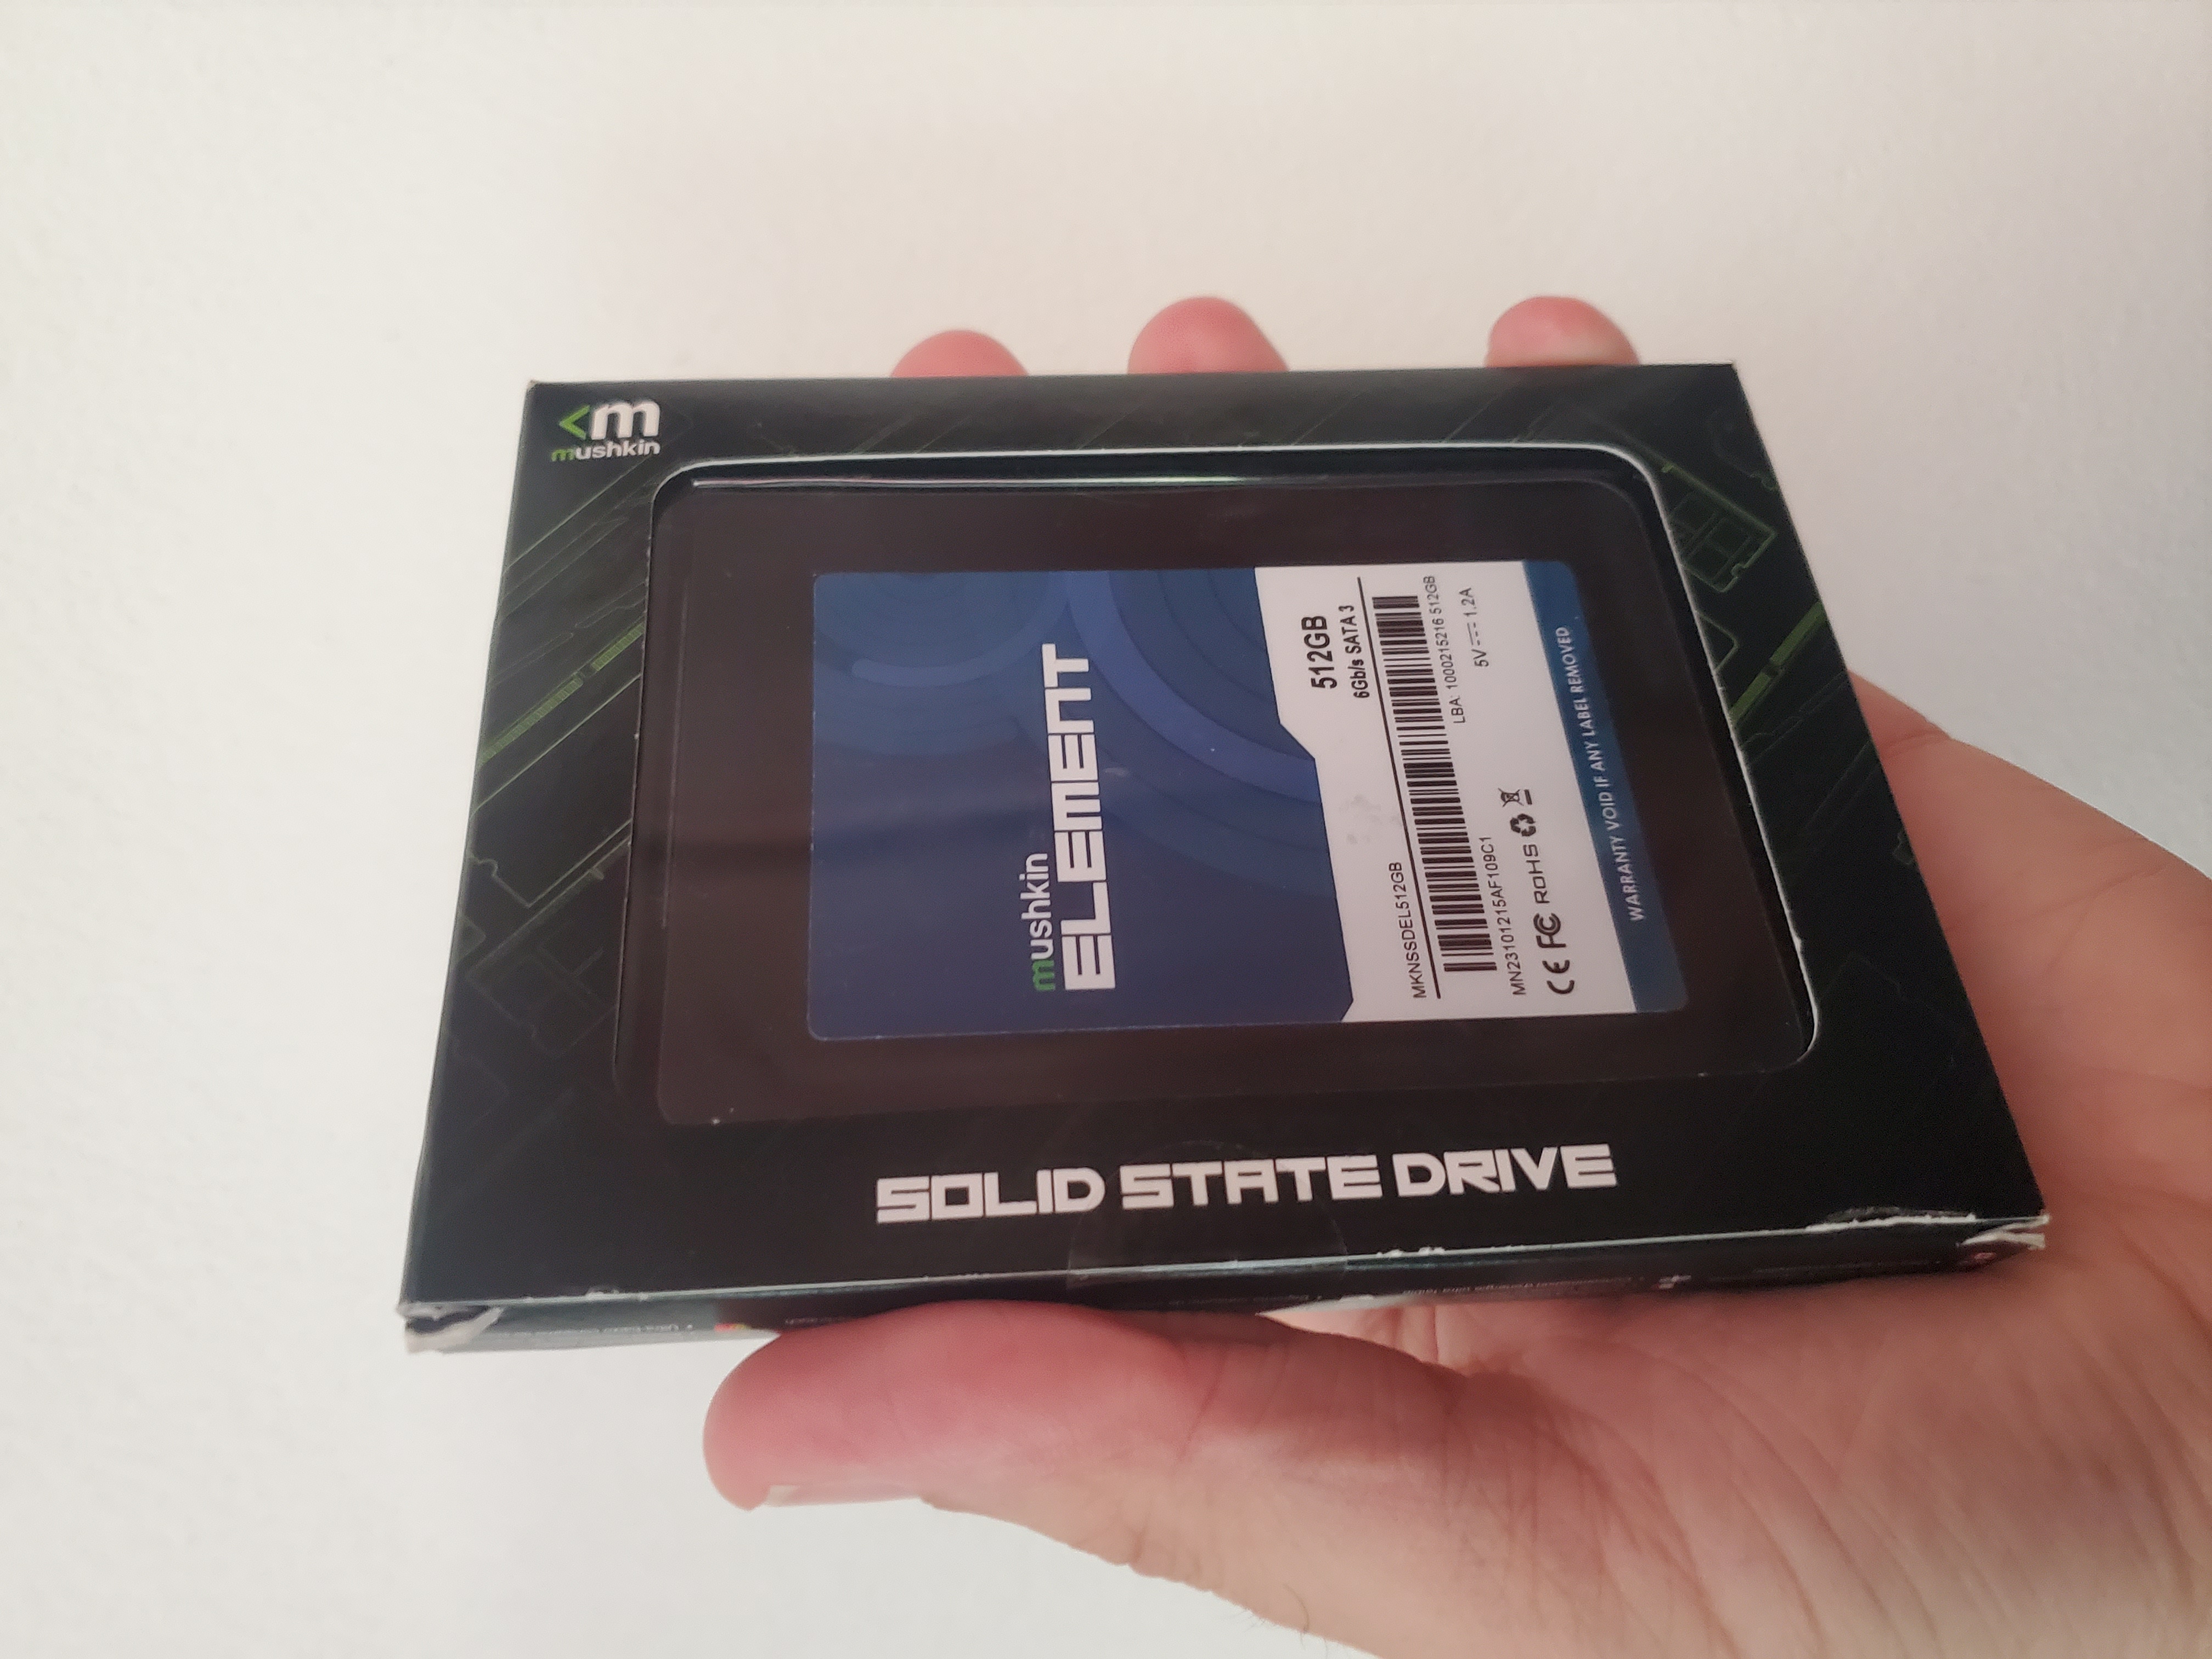 <m
mushkin
mushkin
ELEMENT
512GB
6Gb/s SATA 3
MKNSSDEL512GB
LBA: 1000215216 512GB
MN23101215AF109C1
5V 1.2A
CE FC RoHS
WARRANTY VOID IF ANY LABEL REMOVED
SOLID STATE DRIVE